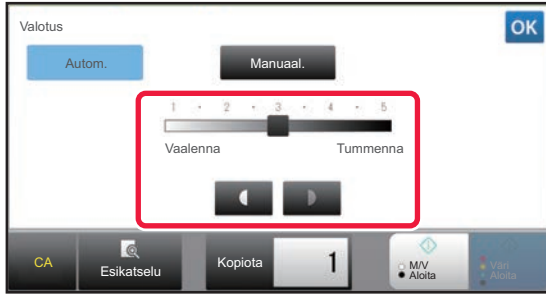 Valotus
OK
Autom.
Manuaal.
1 · 2 · 3 · 4 · 5
Vaalenna
Tummenna
CA
Esikatselu
Kopiota
1
M/V
Aloita
Väri
Aloita